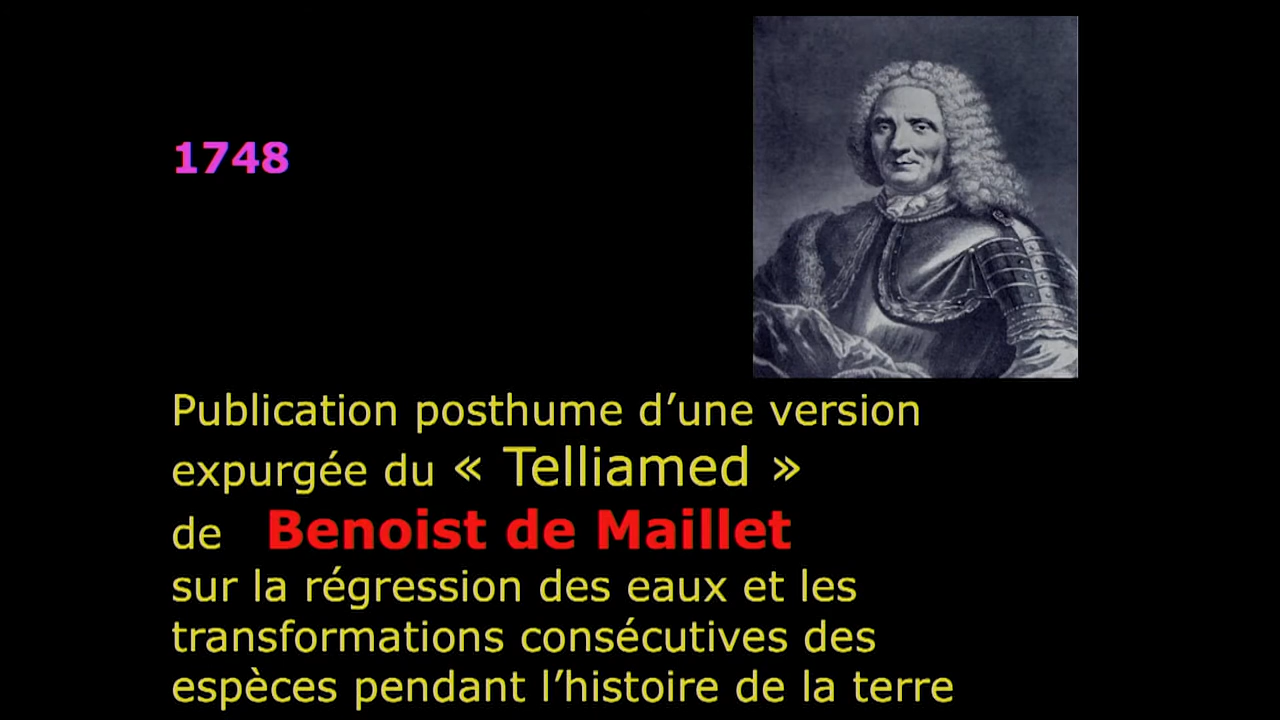 1748
Publication posthume d’une version
expurgée du « Telliamed »
de Benoist de Maillet
sur la régression des eaux et les
transformations consécutives des
espèces pendant l’histoire de la terre